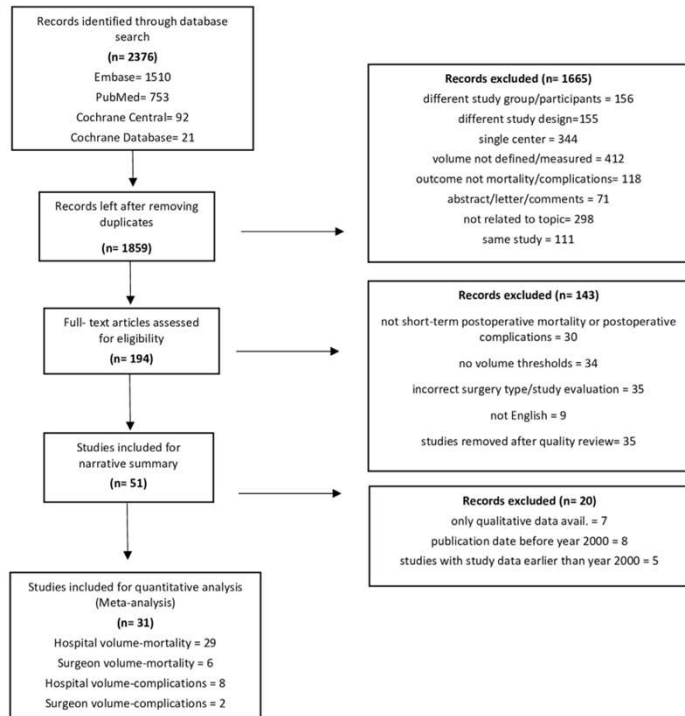 Records identified through database
search
(n= 2376)
Embase= 1510
PubMed= 753
Cochrane Central= 92
Cochrane Database= 21
Records excluded (n= 1665)
different study group/participants = 156
different study design=155
single center = 344
volume not defined/measured = 412
outcome not mortality/complications= 118
abstract/letter/comments = 71
not related to topic= 298
same study = 111
Records left after removing
duplicates
(n= 1859)
Records excluded (n= 143)
not short-term postoperative mortality or postoperative
complications = 30
no volume thresholds = 34
incorrect surgery type/study evaluation = 35
not English = 9
studies removed after quality review= 35
Full- text articles assessed
for eligibility
(n= 194)
Studies included for
narrative summary
(n= 51)
Records excluded (n= 20)
only qualitative data avail. = 7
publication date before year 2000 = 8
studies with study data earlier than year 2000 = 5
Studies included for quantitative analysis
(Meta-analysis)
(n= 31)
Hospital volume-mortality = 29
Surgeon volume-mortality = 6
Hospital volume-complications = 8
Surgeon volume-complications = 2